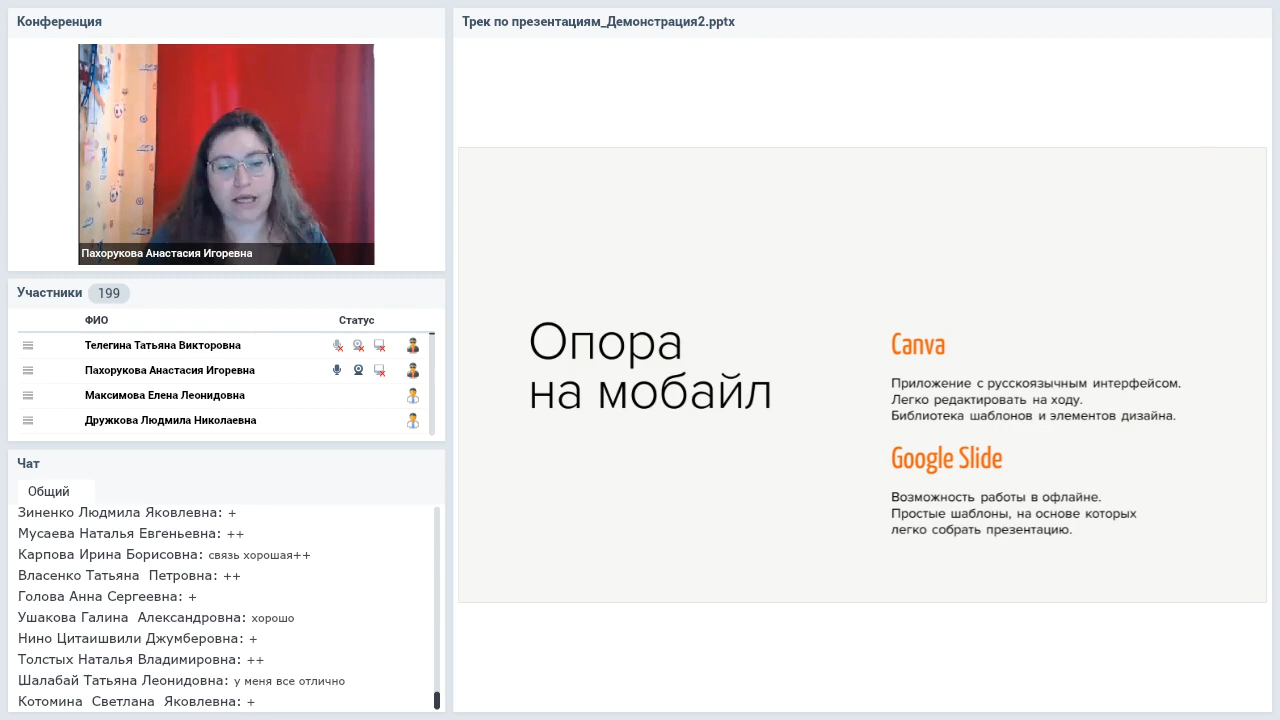 Конференция
Пахорукова Анастасия Игоревна
Участники 199
ФИО Статус
Телегина Татьяна Викторовна
Пахорукова Анастасия Игоревна
Максимова Елена Леонидовна
Дружкова Людмила Николаевна
Чат
Общий
Зиненко Людмила Яковлевна: +
Мусаева Наталья Евгеньевна: ++
Карпова Ирина Борисовна: связь хорошая++
Власенко Татьяна Петровна: ++
Голова Анна Сергеевна: +
Ушакова Галина Александровна: хорошо
Нино Цитаишвили Джумберовна: +
Толстых Наталья Владимировна: ++
Шалабай Татьяна Леонидовна: у меня все отлично
Котомина Светлана Яковлевна: +
Трек по презентациям_Демонстрация2.pptx
Опора
на мобайл
Canva
Приложение с русскоязычным интерфейсом.
Легко редактировать на ходу.
Библиотека шаблонов и элементов дизайна.
Google Slide
Возможность работы в офлайне.
Простые шаблоны, на основе которых
легко собрать презентацию.